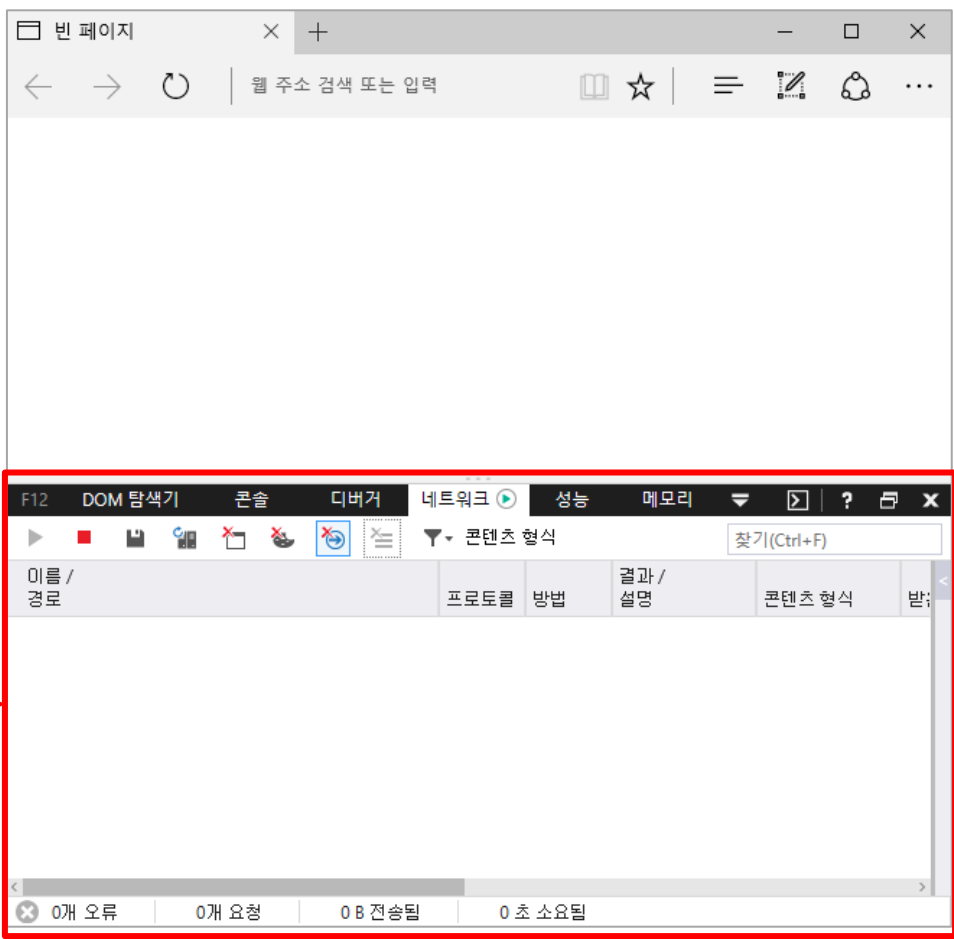 빈 페이지
웹 주소 검색 또는 입력
F12 DOM 탐색기 콘솔 디버거 네트워크 성능 메모리 ?
콘텐츠 형식 찾기(Ctrl+F)
이름 / 결과 /
경로 프로토콜 방법 설명 콘텐츠 형식
0개 오류 0개 요청 0 B 전송됨 0 초 소요됨